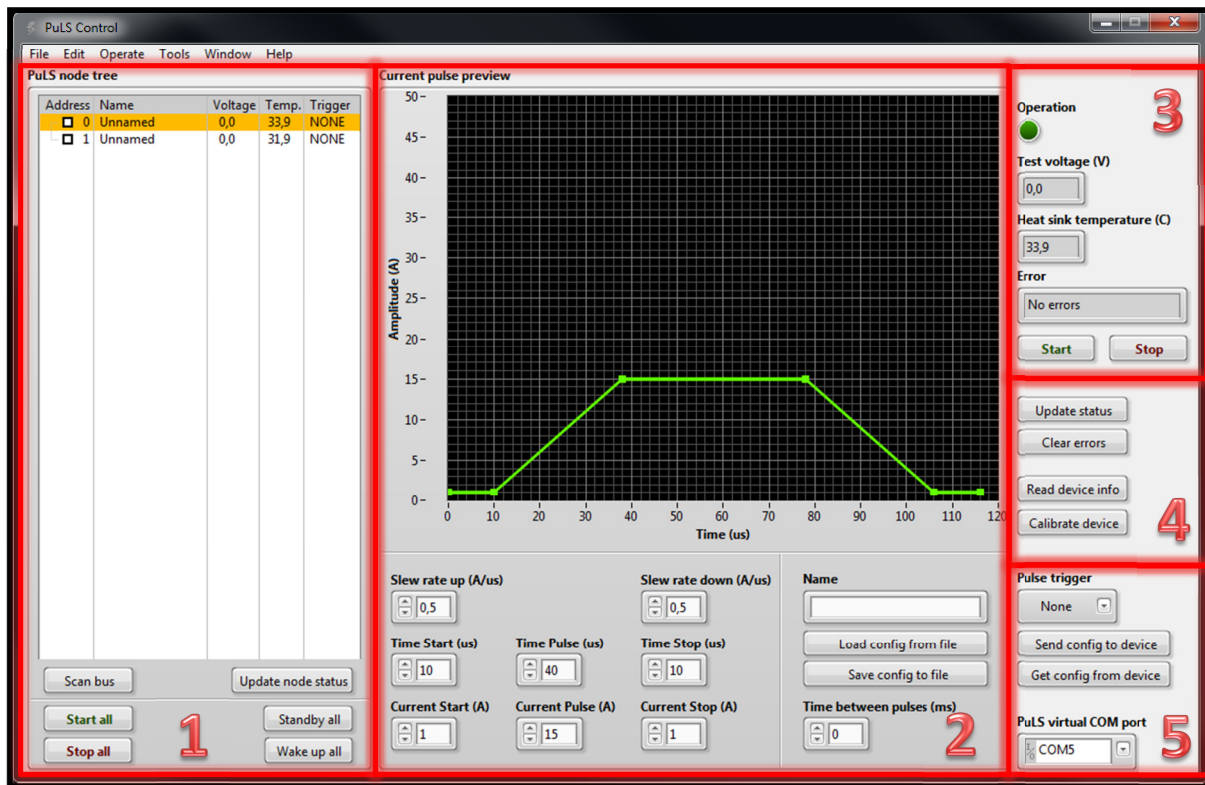 PuLS Control
File Edit Operate Tools Window Help
PuLS node tree
Address Name Voltage Temp. Trigger
0 Unnamed 0,0 33,9 NONE
1 Unnamed 0,0 31,9 NONE
Scan bus Update node status
Start all Standby all
Stop all Wake up all
1
Current pulse preview
Amplitude (A)
50
45
40
35
30
25
20
15
10
5
0
0 10 20 30 40 50 60 70 80 90 100 110 120
Time (us)
Slew rate up (A/us) Slew rate down (A/us)
0,5 0,5
Time Start (us) Time Pulse (us) Time Stop (us)
10 40 10
Current Start (A) Current Pulse (A) Current Stop (A)
1 15 1
Name
Load config from file
Save config to file
Time between pulses (ms)
0
2
3
Operation
Test voltage (V)
0,0
Heat sink temperature (C)
33,9
Error
No errors
Start Stop
Update status
Clear errors
Read device info
Calibrate device
4
Pulse trigger
None
Send config to device
Get config from device
PuLS virtual COM port
I/O COM5
5